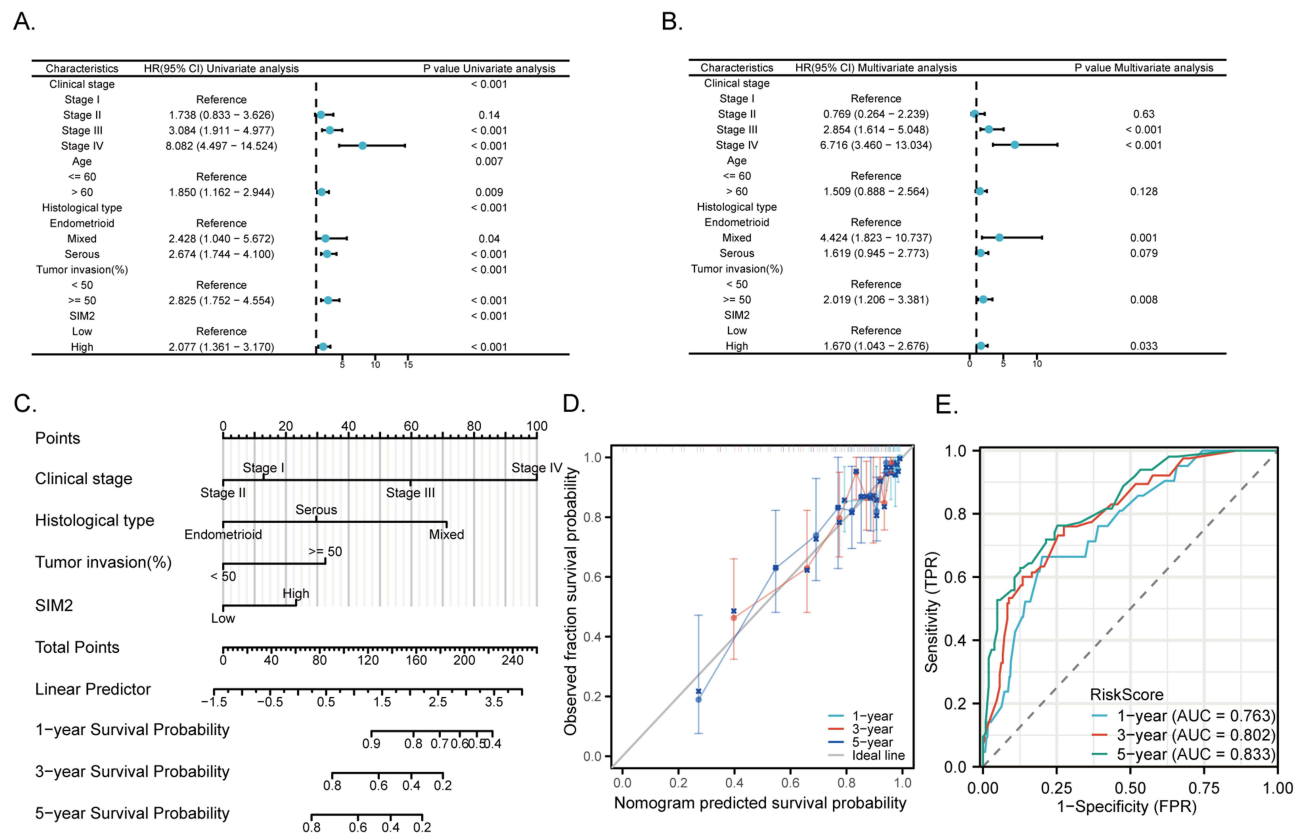 A.
Characteristics HR(95% CI) Univariate analysis P value Univariate analysis
Clinical stage < 0.001
Stage I Reference
Stage II 1.738 (0.833 − 3.626) 0.14
Stage III 3.084 (1.911 − 4.977) < 0.001
Stage IV 8.082 (4.497 − 14.524) < 0.001
Age 0.007
<= 60 Reference
> 60 1.850 (1.162 − 2.944) 0.009
Histological type < 0.001
Endometrioid Reference
Mixed 2.428 (1.040 − 5.672) 0.04
Serous 2.674 (1.744 − 4.100) < 0.001
Tumor invasion(%) < 0.001
< 50 Reference
>= 50 2.825 (1.752 − 4.554) < 0.001
SIM2 < 0.001
Low Reference
High 2.077 (1.361 − 3.170) < 0.001
5 10 15
B.
Characteristics HR(95% CI) Multivariate analysis P value Multivariate analysis
Clinical stage
Stage I Reference
Stage II 0.769 (0.264 − 2.239) 0.63
Stage III 2.854 (1.614 − 5.048) < 0.001
Stage IV 6.716 (3.460 − 13.034) < 0.001
Age
<= 60 Reference
> 60 1.509 (0.888 − 2.564) 0.128
Histological type
Endometrioid Reference
Mixed 4.424 (1.823 − 10.737) 0.001
Serous 1.619 (0.945 − 2.773) 0.079
Tumor invasion(%)
< 50 Reference
>= 50 2.019 (1.206 − 3.381) 0.008
SIM2
Low Reference
High 1.670 (1.043 − 2.676) 0.033
0 5 10
C.
0 20 40 60 80 100
Points
Stage I Stage IV
Clinical stage
Stage II Stage III
Serous
Histological type
Endometrioid Mixed
>= 50
Tumor invasion(%)
< 50
High
SIM2
Low
Total Points
0 40 80 120 160 200 240
Linear Predictor
−1.5 −0.5 0.5 1.5 2.5 3.5
1−year Survival Probability
0.9 0.8 0.7 0.6 0.5 0.4
3−year Survival Probability
0.8 0.6 0.4 0.2
5−year Survival Probability
0.8 0.6 0.4 0.2
D.
Observed fraction survival probability
1.0
0.8
0.6
0.4
0.2
0.0
1−year
3−year
5−year
Ideal line
0.0 0.2 0.4 0.6 0.8 1.0
Nomogram predicted survival probability
E.
Sensitivity (TPR)
1.0
0.8
0.6
0.4
0.2
0.0
RiskScore
1−year (AUC = 0.763)
3−year (AUC = 0.802)
5−year (AUC = 0.833)
0.00 0.25 0.50 0.75 1.00
1−Specificity (FPR)